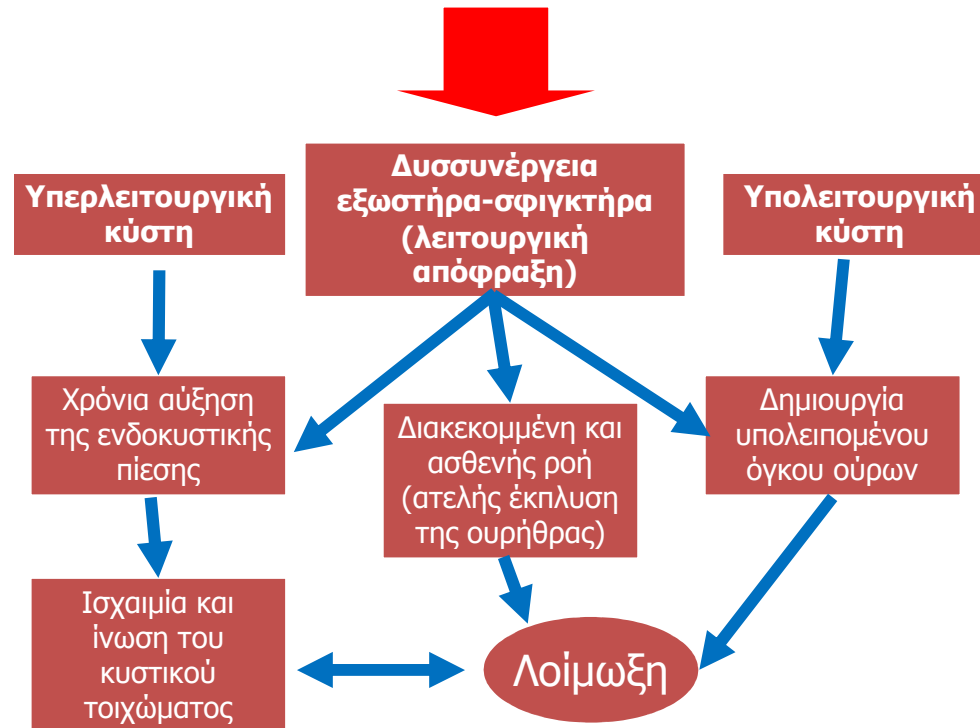 Υπερλειτουργική
κύστη
Δυσσυνέργεια
εξωστήρα-σφιγκτήρα
(λειτουργική
απόφραξη)
Υπολειτουργική
κύστη
Χρόνια αύξηση
της ενδοκυστικής
πίεσης
Διακεκομμένη και
ασθενής ροή
(ατελής έκπλυση
της ουρήθρας)
Δημιουργία
υπολειπομένου
όγκου ούρων
Ισχαιμία και
ίνωση του
κυστικού
τοιχώματος
Λοίμωξη